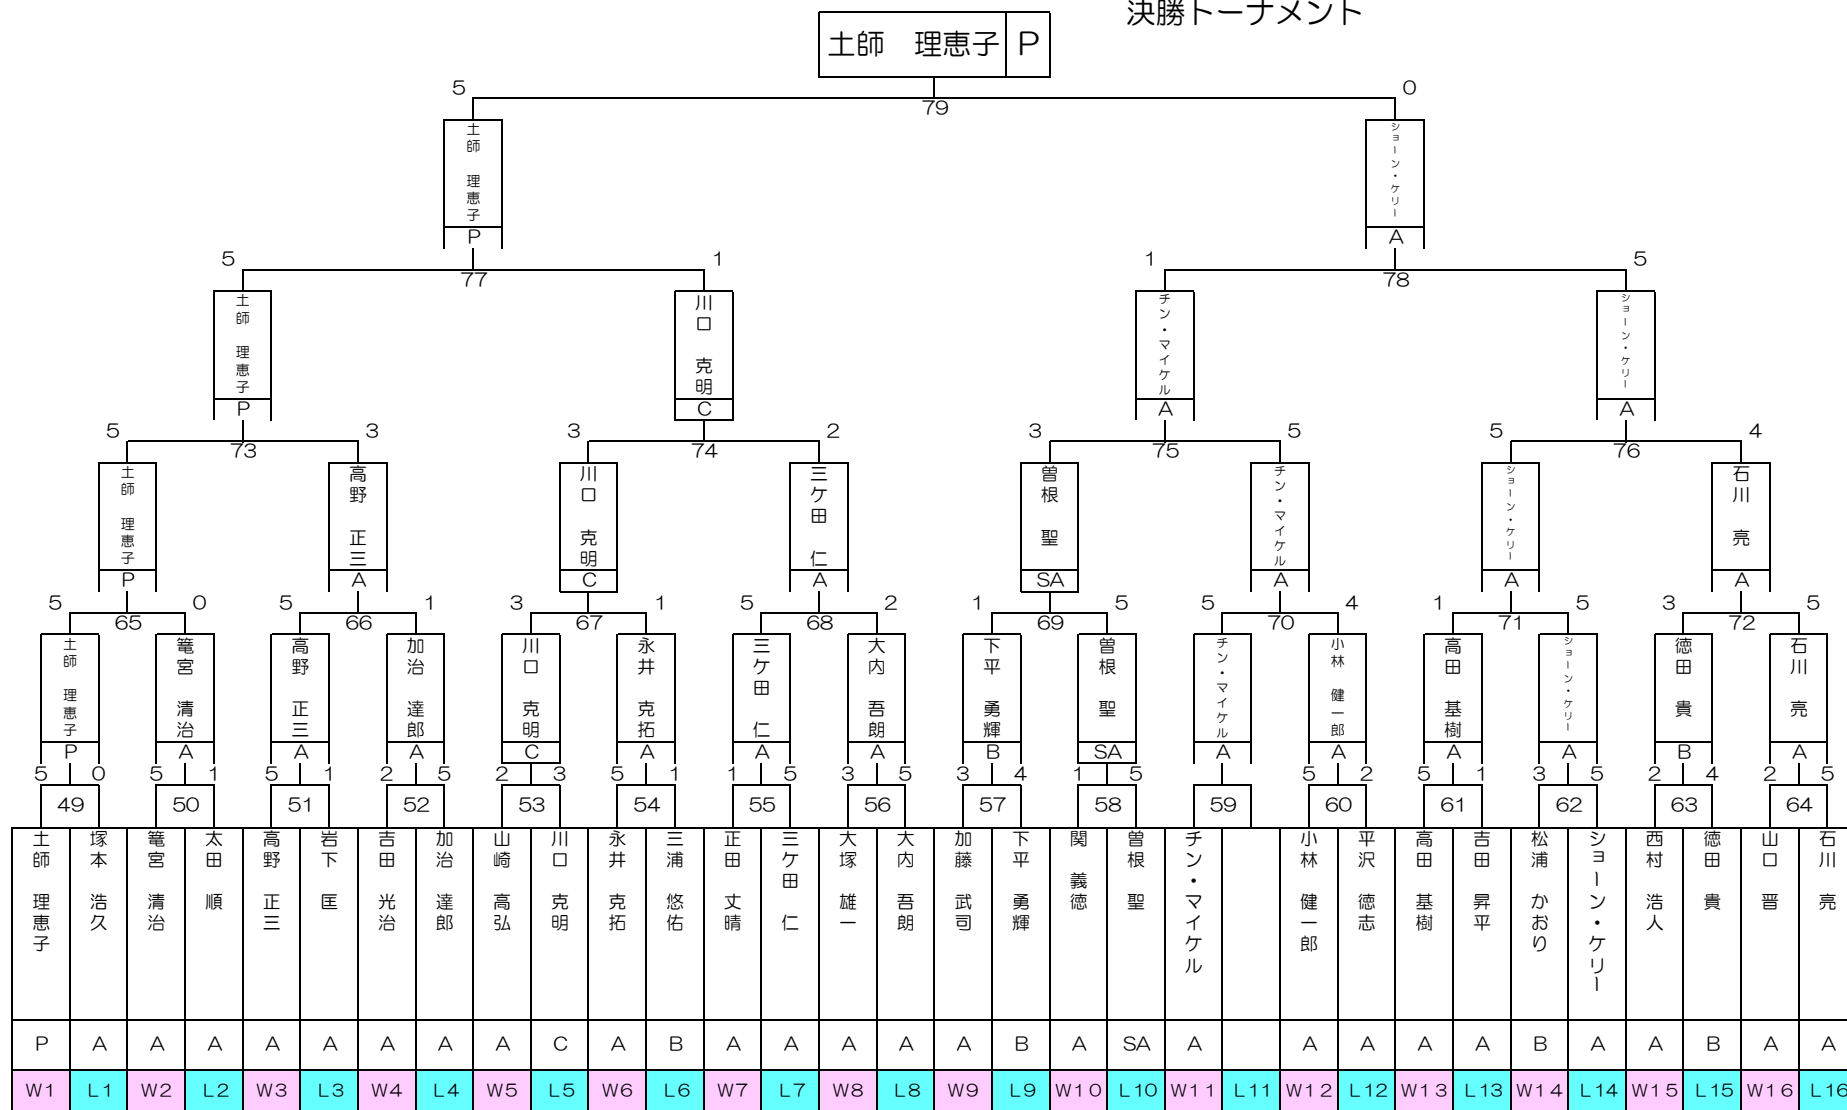 決勝トーナメント
土師　理恵子 P
5 0
79
土師　理恵子 ショーン・ケリー
P A
5 1 1 5
77 78
土師　理恵子 川口　克明 チン・マイケル ショーン・ケリー
P C A A
5 3 3 2 3 5 5 4
73 74 75 76
土師　理恵子 高野　正三 川口　克明 三ケ田　仁 曽根　聖 チン・マイケル ショーン・ケリー 石川　亮
P A C A SA A A A
5 0 5 1 3 1 5 2 1 5 5 4 1 5 3 5
65 66 67 68 69 70 71 72
土師　理恵子 篭宮　清治 高野　正三 加治　達郎 川口　克明 永井　克拓 三ケ田　仁 大内　吾朗 下平　勇輝 曽根　聖 チン・マイケル 小林　健一郎 高田　基樹 ショーン・ケリー 徳田　貴 石川　亮
P A A A C A A A B SA A A A A B A
5 0 5 1 5 1 2 5 2 3 5 1 1 5 3 5 3 4 1 5 5 2 5 1 3 5 2 4 2 5
49 50 51 52 53 54 55 56 57 58 59 60 61 62 63 64
土師　理恵子 塚本　浩久 篭宮　清治 太田　順 高野　正三 岩下　匡 吉田　光治 加治　達郎 山崎　高弘 川口　克明 永井　克拓 三浦　悠佑 正田　丈晴 三ケ田　仁 大塚　雄一 大内　吾朗 加藤　武司 下平　勇輝 関　義徳 曽根　聖 チン・マイケル 小林　健一郎 平沢　徳志 高田　基樹 吉田　昇平 松浦　かおり ショーン・ケリー 西村　浩人 徳田　貴 山口　晋 石川　亮
P A A A A A A A A C A B A A A A A B A SA A A A A A B A A B A A
W1 L1 W2 L2 W3 L3 W4 L4 W5 L5 W6 L6 W7 L7 W8 L8 W9 L9 W10 L10 W11 L11 W12 L12 W13 L13 W14 L14 W15 L15 W16 L16